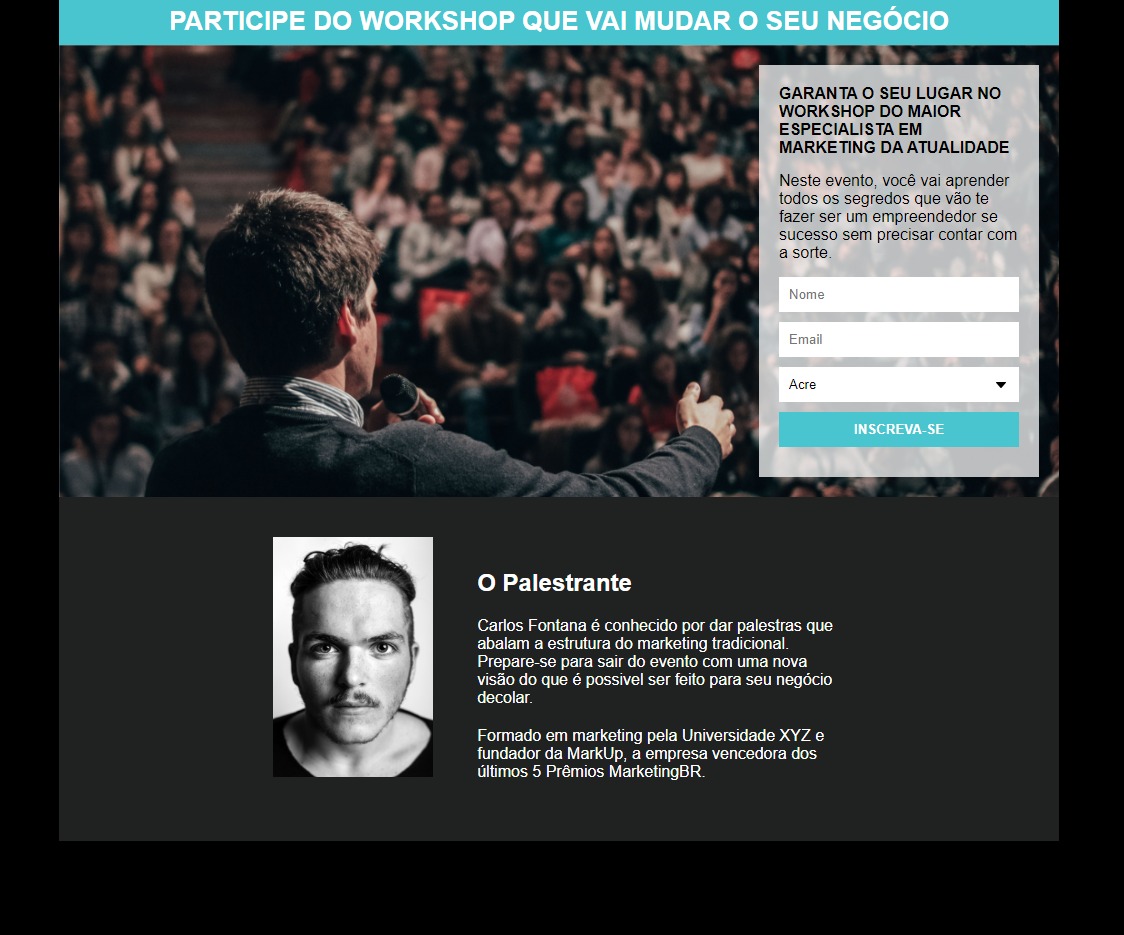 PARTICIPE DO WORKSHOP QUE VAI MUDAR O SEU NEGÓCIO
GARANTA O SEU LUGAR NO
WORKSHOP DO MAIOR
ESPECIALISTA EM
MARKETING DA ATUALIDADE
Neste evento, você vai aprender
todos os segredos que vão te
fazer ser um empreendedor se
sucesso sem precisar contar com
a sorte.
Nome
Email
Acre
INSCREVA-SE
O Palestrante
Carlos Fontana é conhecido por dar palestras que
abalam a estrutura do marketing tradicional.
Prepare-se para sair do evento com uma nova
visão do que é possivel ser feito para seu negócio
decolar.
Formado em marketing pela Universidade XYZ e
fundador da MarkUp, a empresa vencedora dos
últimos 5 Prêmios MarketingBR.